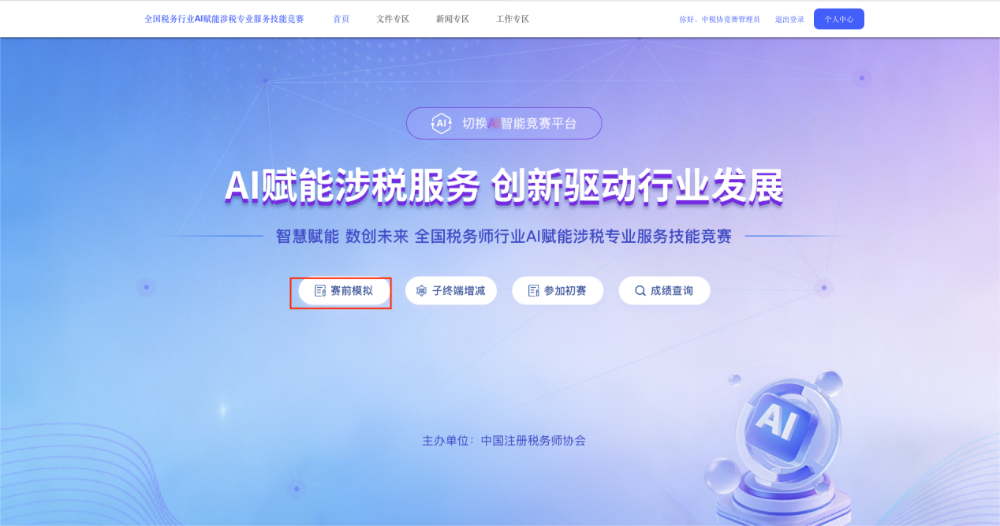 全国税务行业AI赋能涉税专业服务技能竞赛 首页 文件专区 新闻专区 工作专区 你好，中税协竞赛管理员 退出登录 个人中心
AI 切换AI智能竞赛平台
AI赋能涉税服务 创新驱动行业发展
智慧赋能 数创未来 全国税务师行业AI赋能涉税专业服务技能竞赛
赛前模拟 子终端增减 参加初赛 成绩查询
AI
主办单位：中国注册税务师协会